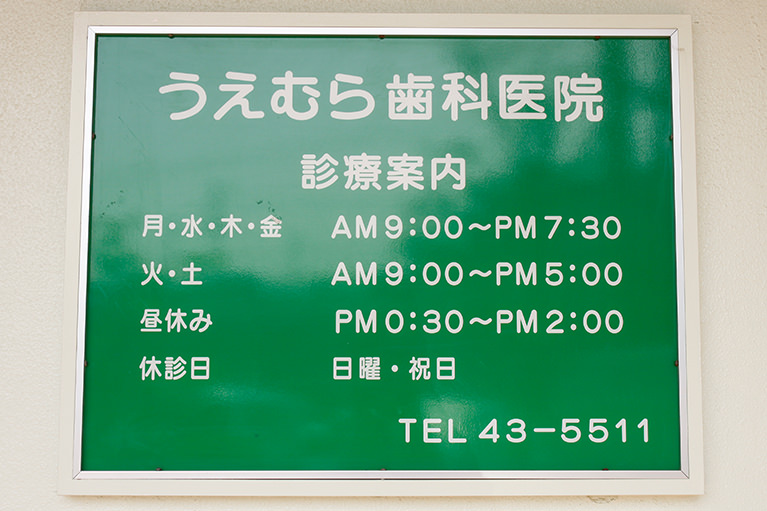 うえむら歯科医院
診療案内
月・水・木・金 AM9:00～PM7:30
火・土 AM9:00～PM5:00
昼休み PM0:30～PM2:00
休診日 日曜・祝日
TEL 43-5511